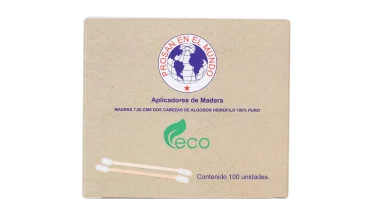 PROSAN EN EL MUNDO
Aplicadores de Madera
MADERA 7,50 CMS DOS CABEZAS DE ALGODON HIDROFILO 100% PURO
eco
Contenido 100 unidades.